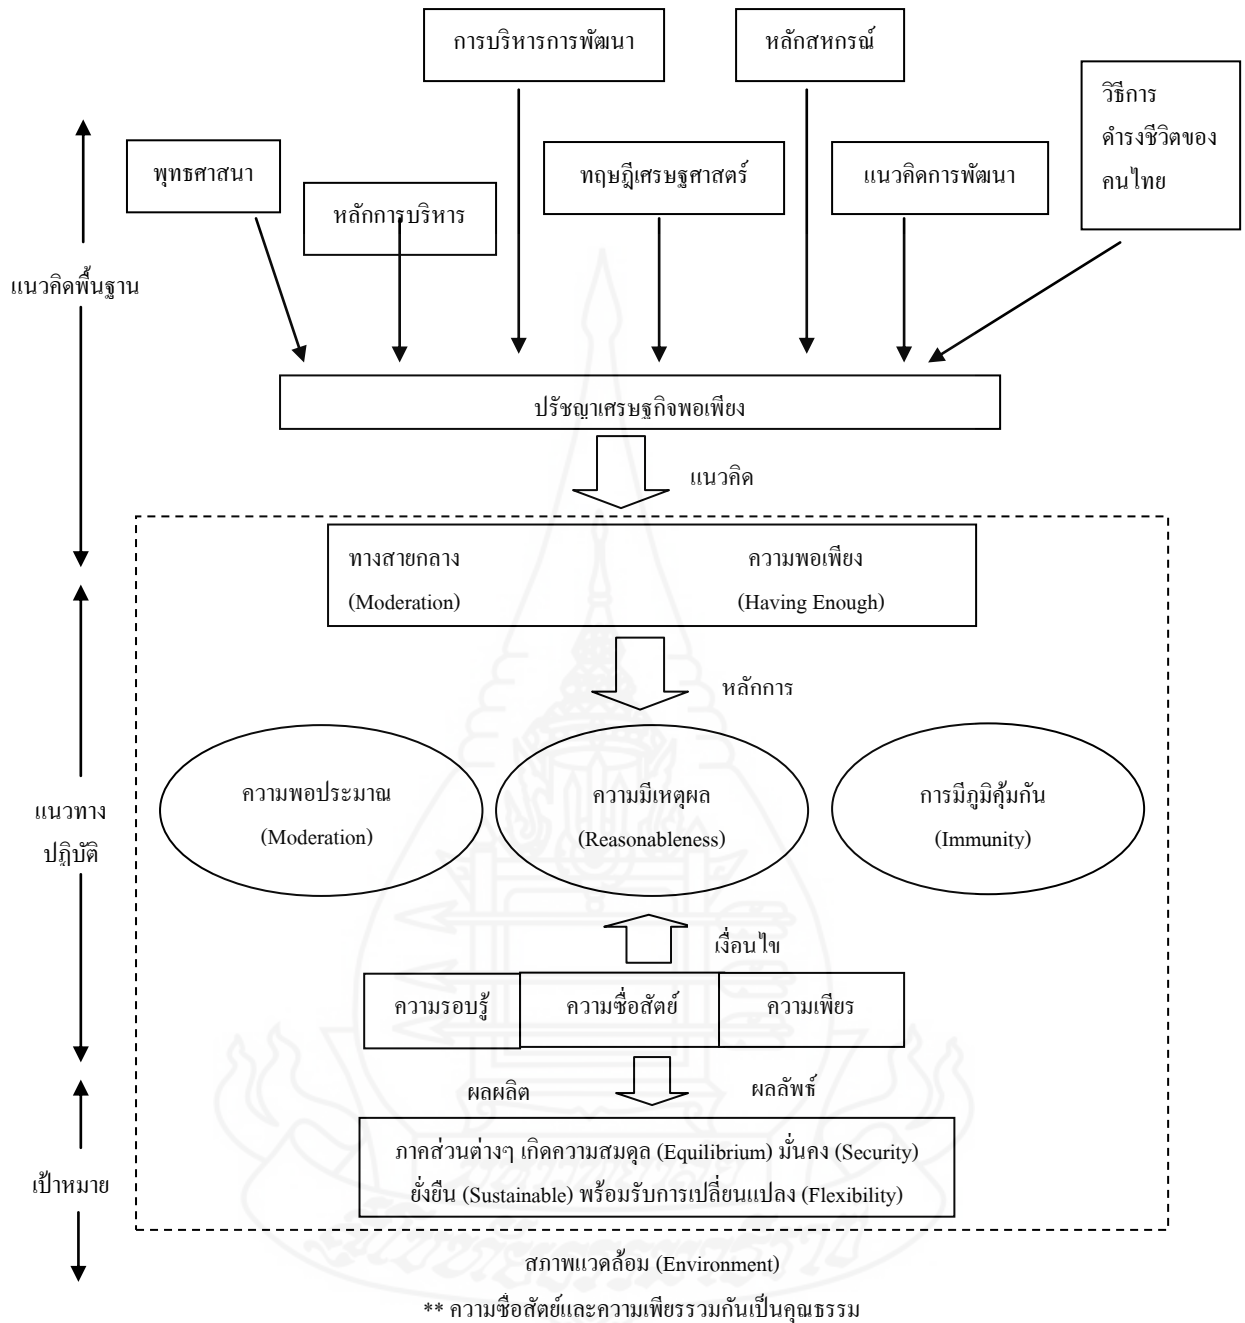 การบริหารการพัฒนา
หลักสหกรณ์
วิธีการ
ดำรงชีวิตของ
คนไทย
พุทธศาสนา
หลักการบริหาร
ทฤษฎีเศรษฐศาสตร์
แนวคิดการพัฒนา
แนวคิดพื้นฐาน
ปรัชญาเศรษฐกิจพอเพียง
แนวคิด
ทางสายกลาง
(Moderation)
ความพอเพียง
(Having Enough)
หลักการ
ความพอประมาณ
(Moderation)
ความมีเหตุผล
(Reasonableness)
การมีภูมิคุ้มกัน
(Immunity)
แนวทาง
ปฏิบัติ
เงื่อนไข
ความรอบรู้
ความซื่อสัตย์
ความเพียร
ผลผลิต
ผลลัพธ์
ภาคส่วนต่างๆ เกิดความสมดุล (Equilibrium) มั่นคง (Security)
ยั่งยืน (Sustainable) พร้อมรับการเปลี่ยนแปลง (Flexibility)
เป้าหมาย
สภาพแวดล้อม (Environment)
** ความซื่อสัตย์และความเพียรรวมกันเป็นคุณธรรม